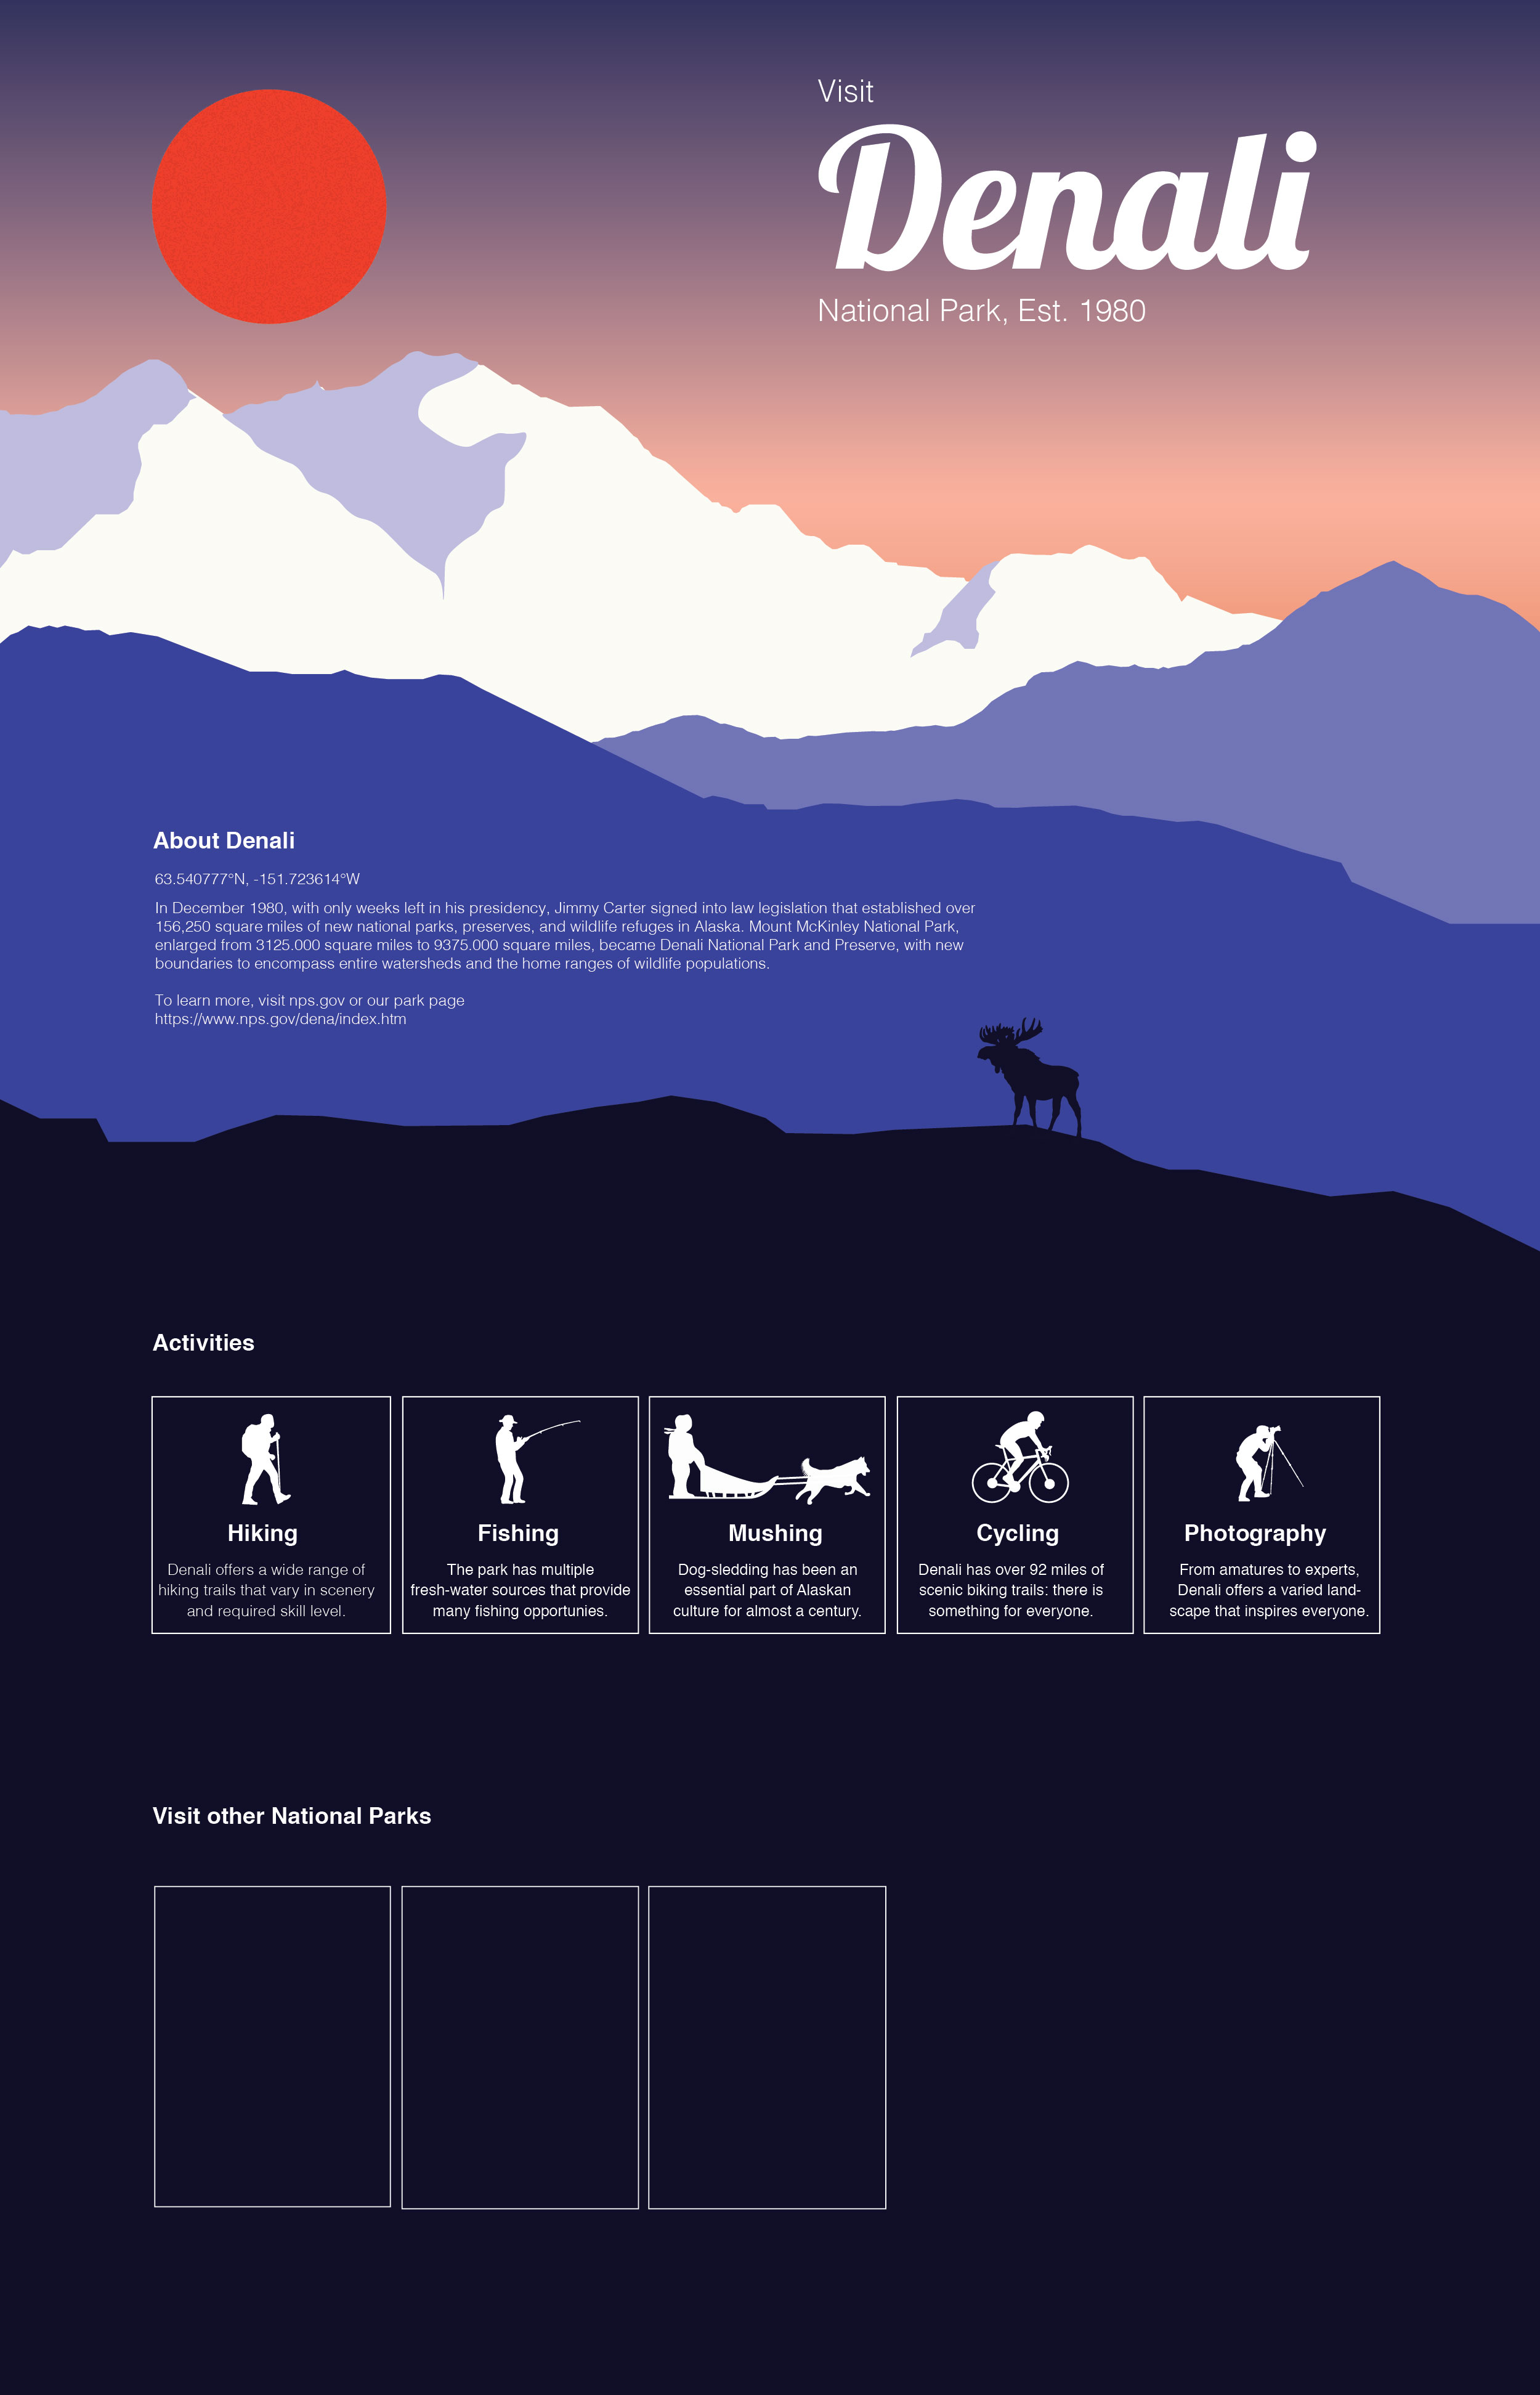 Visit
Denali
National Park, Est. 1980
About Denali
63.540777°N, -151.723614°W
In December 1980, with only weeks left in his presidency, Jimmy Carter signed into law legislation that established over
156,250 square miles of new national parks, preserves, and wildlife refuges in Alaska. Mount McKinley National Park,
enlarged from 3125.000 square miles to 9375.000 square miles, became Denali National Park and Preserve, with new
boundaries to encompass entire watersheds and the home ranges of wildlife populations.
To learn more, visit nps.gov or our park page
https://www.nps.gov/dena/index.htm
Activities
Hiking
Denali offers a wide range of
hiking trails that vary in scenery
and required skill level.
Fishing
The park has multiple
fresh-water sources that provide
many fishing opportunies.
Mushing
Dog-sledding has been an
essential part of Alaskan
culture for almost a century.
Cycling
Denali has over 92 miles of
scenic biking trails: there is
something for everyone.
Photography
From amatures to experts,
Denali offers a varied land-
scape that inspires everyone.
Visit other National Parks